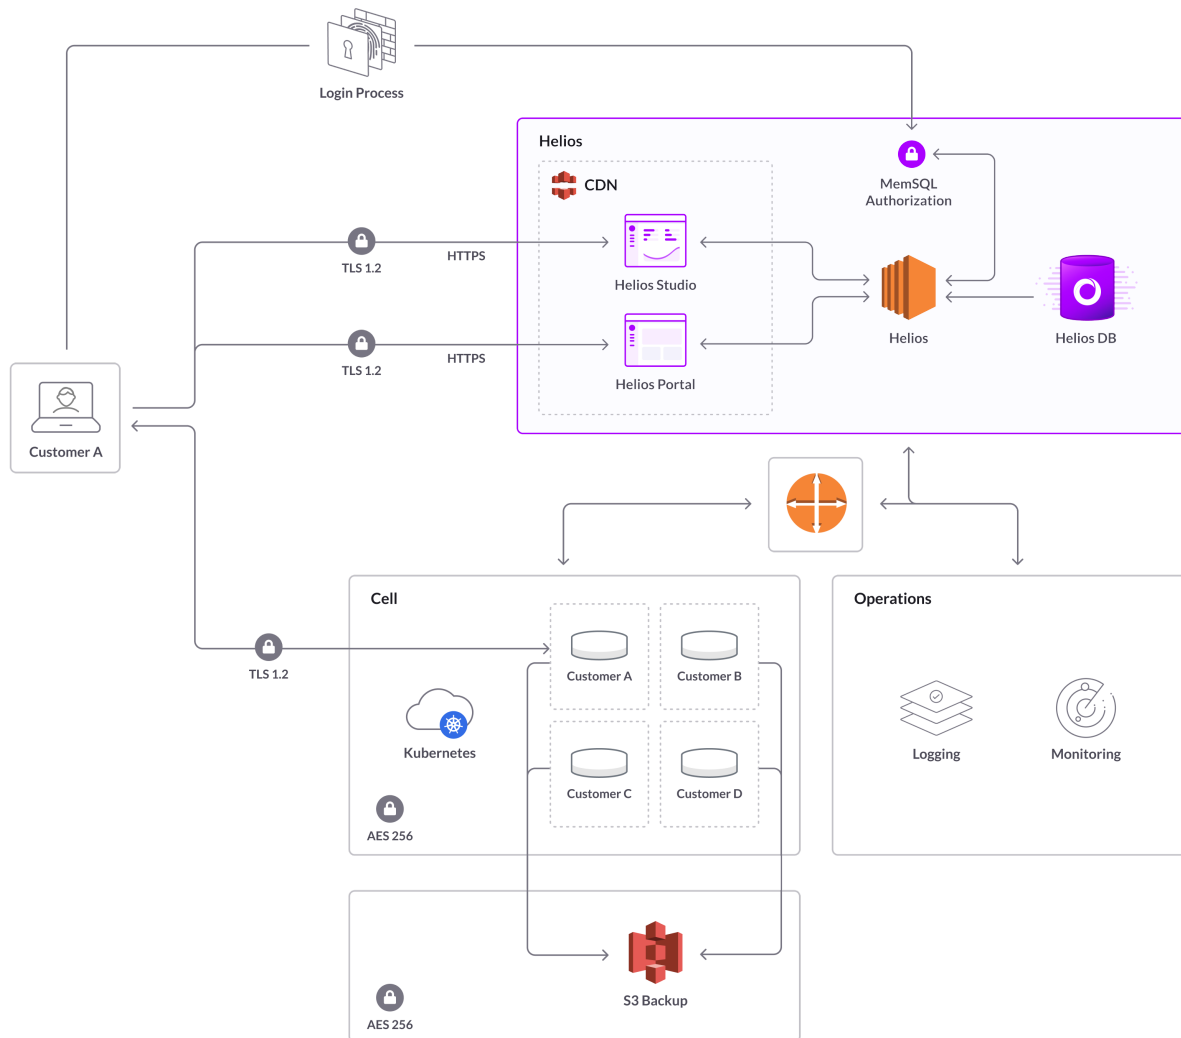 Login Process
Helios
CDN
MemSQL
Authorization
TLS 1.2
HTTPS
Helios Studio
Helios
Helios DB
TLS 1.2
HTTPS
Helios Portal
Customer A
Cell
Operations
TLS 1.2
Customer A
Customer B
Kubernetes
Logging
Monitoring
Customer C
Customer D
AES 256
S3 Backup
AES 256